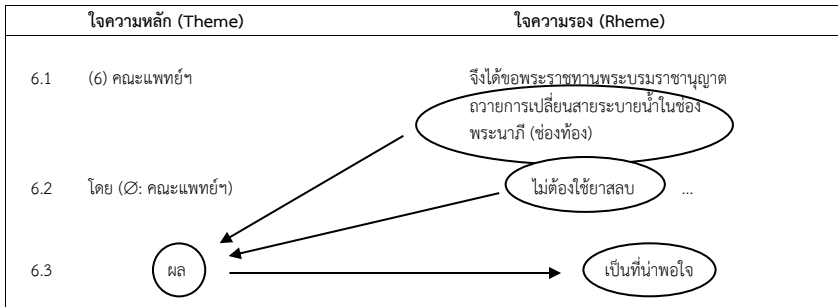 ใจความหลัก (Theme) ใจความรอง (Rheme)
6.1 (6) คณะแพทย์ฯ จึงได้ขอพระราชทานพระบรมราชานุญาต
ถวายการเปลี่ยนสายระบายน้ำในช่อง
พระนาภี (ช่องท้อง)
6.2 โดย (∅: คณะแพทย์ฯ) ไม่ต้องใช้ยาสลบ ...
6.3 ผล เป็นที่น่าพอใจ